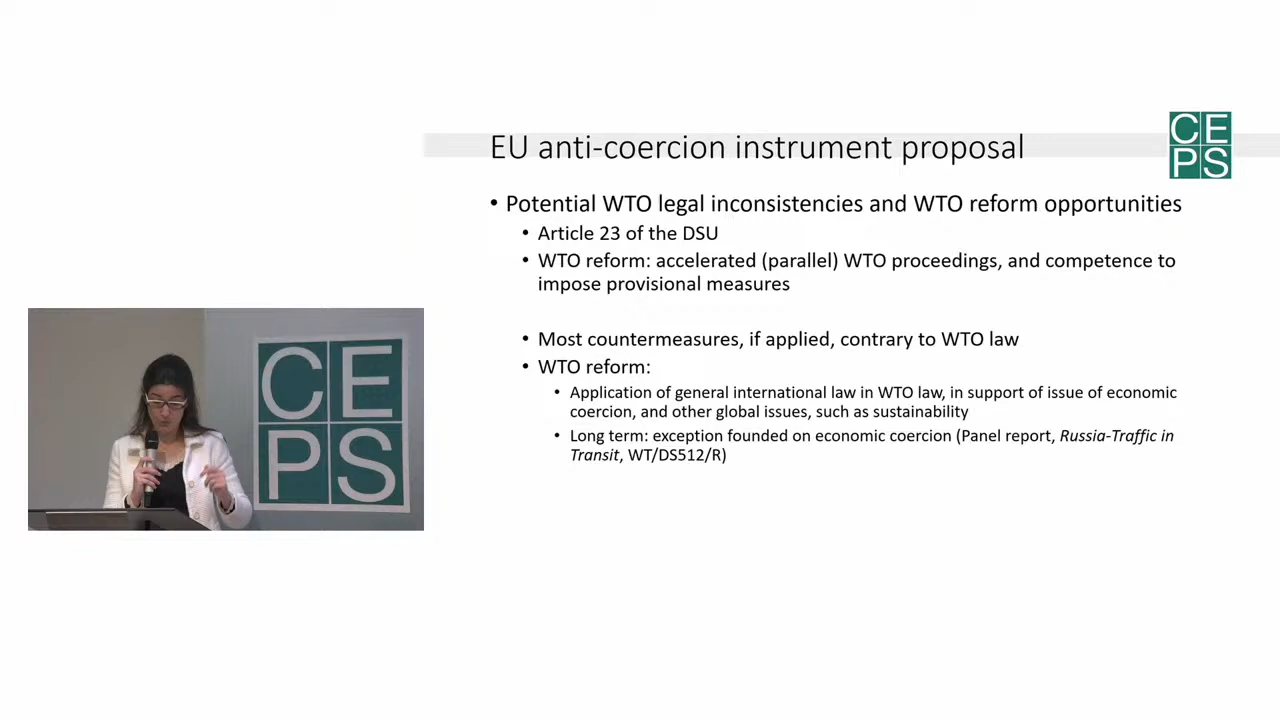 EU anti-coercion instrument proposal
CE
PS
• Potential WTO legal inconsistencies and WTO reform opportunities
• Article 23 of the DSU
• WTO reform: accelerated (parallel) WTO proceedings, and competence to
impose provisional measures
• Most countermeasures, if applied, contrary to WTO law
• WTO reform:
• Application of general international law in WTO law, in support of issue of economic
coercion, and other global issues, such as sustainability
• Long term: exception founded on economic coercion (Panel report, Russia-Traffic in
Transit, WT/DS512/R)
CE
PS